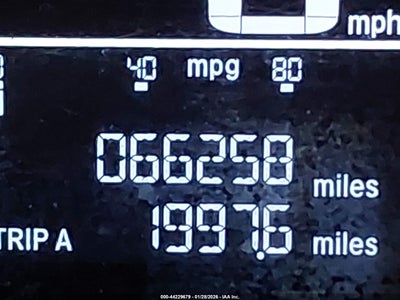 mph
40 mpg 80
066258 miles
TRIP A 1997.6 miles
000-44229679 - 01/28/2026 - IAA Inc.